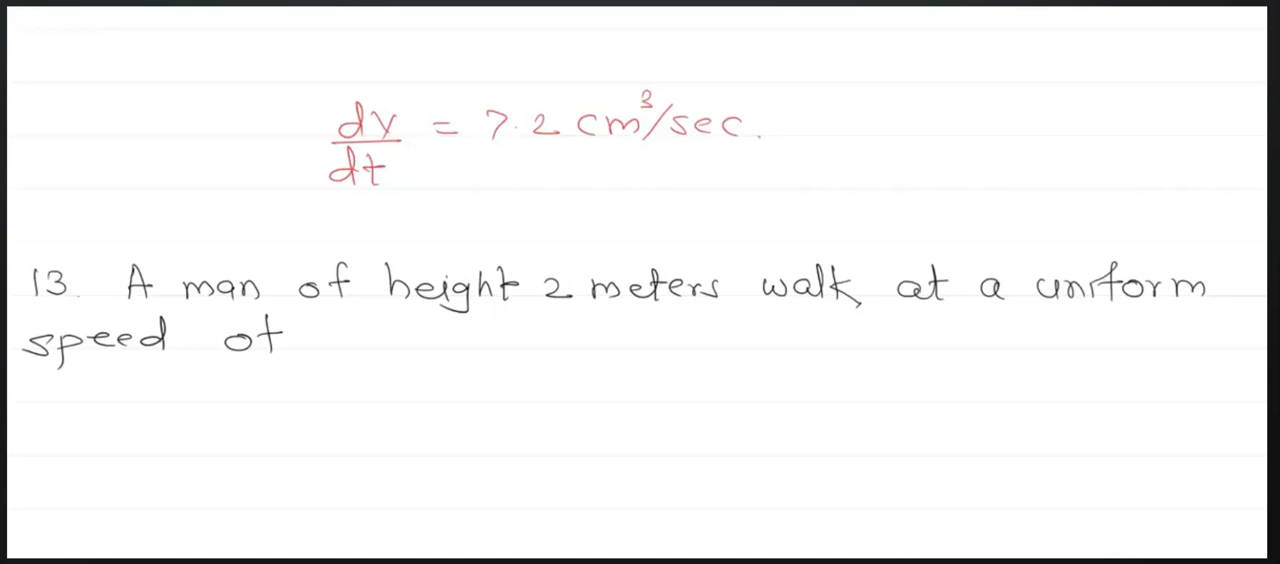 dv/dt = 7.2 cm³/sec.
13. A man of height 2 meters walk at a uniform
speed of